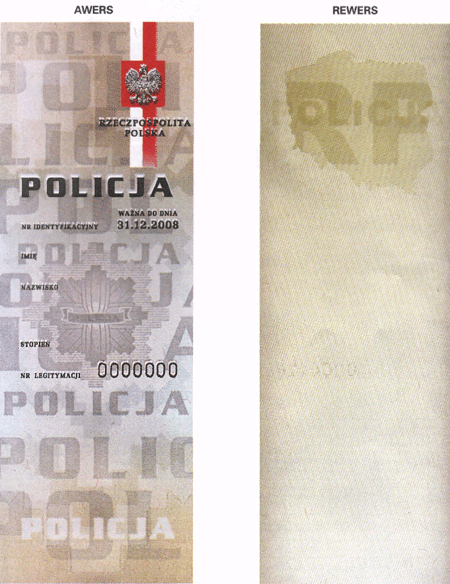 AWERS
REWERS
RZECZPOSPOLITA
POLSKA
POLICJA
WAŻNA DO DNIA
NR IDENTYFIKACYJNY 31.12.2008
IMIĘ
NAZWISKO
STOPIEŃ
NR LEGITYMACJI 0000000
POLICJA
POLICJA
RP